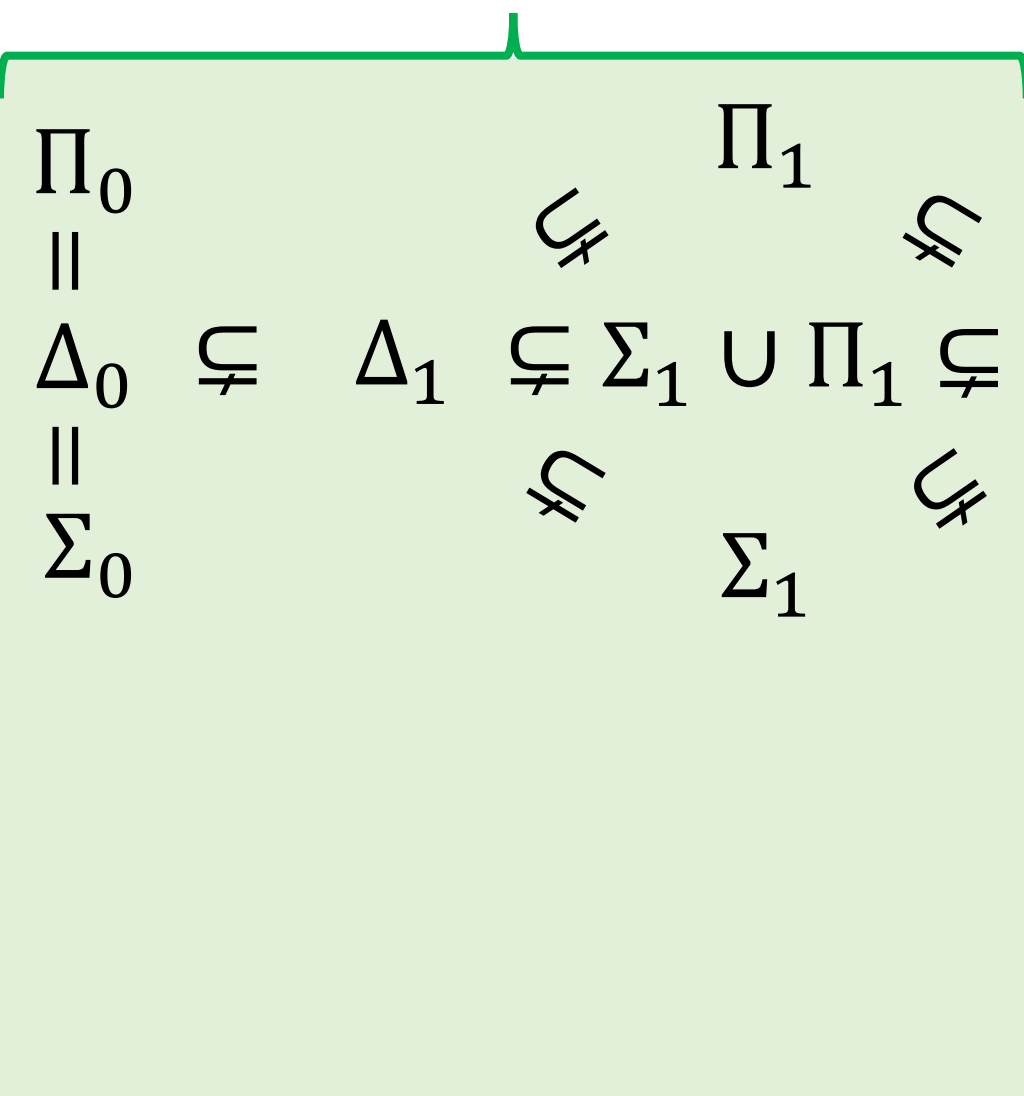 Π₀ Π₁
⊊ ⊊
=
Δ₀ ⊊ Δ₁ ⊊ Σ₁ ∪ Π₁ ⊊
=
⊊ ⊊
Σ₀ Σ₁